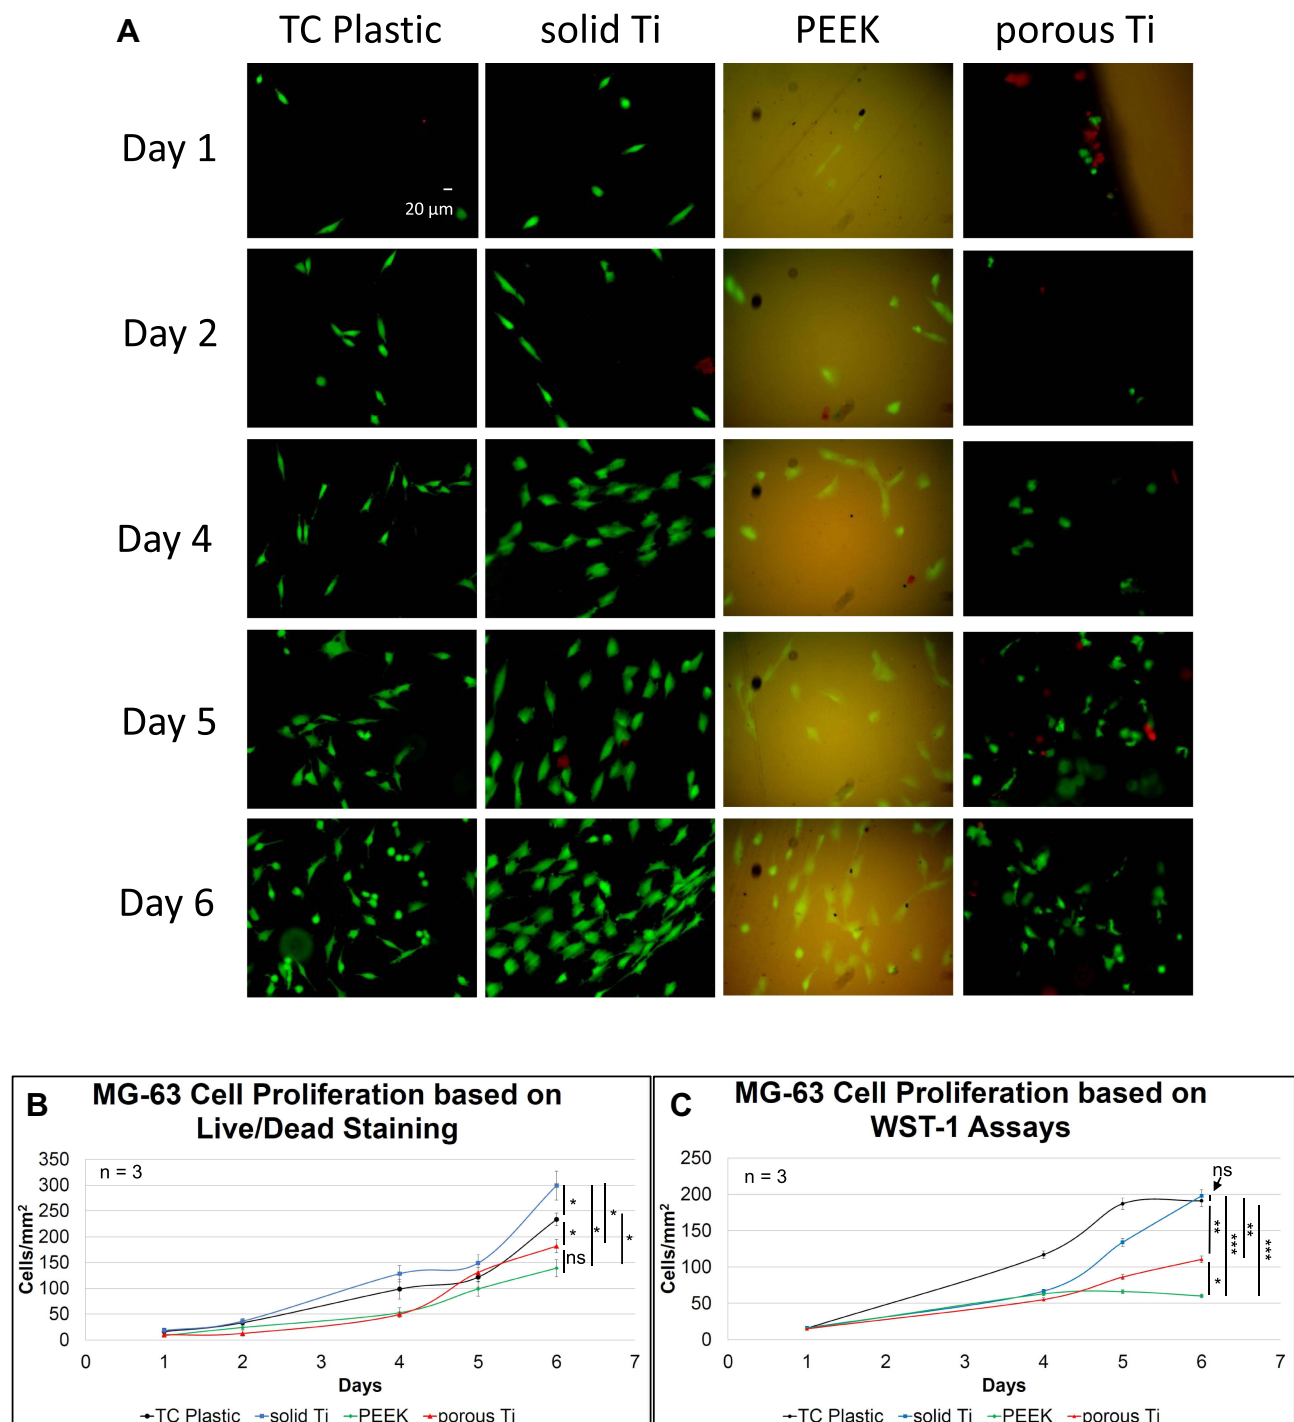 A
TC Plastic
solid Ti
PEEK
porous Ti
Day 1
20 µm
Day 2
Day 4
Day 5
Day 6
B
MG-63 Cell Proliferation based on
Live/Dead Staining
n = 3
Cells/mm²
350
300
250
200
150
100
50
0
*
*
ns
*
*
*
0 1 2 3 4 5 6 7
Days
TC Plastic solid Ti PEEK porous Ti
C
MG-63 Cell Proliferation based on
WST-1 Assays
n = 3
Cells/mm²
250
200
150
100
50
0
ns
**
*
***
**
***
0 1 2 3 4 5 6 7
Days
TC Plastic solid Ti PEEK porous Ti